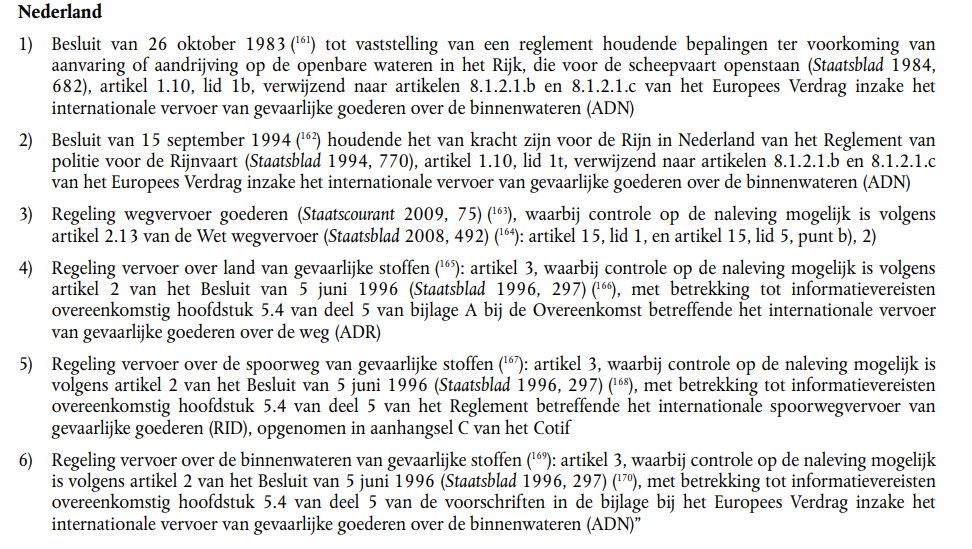 Nederland
1) Besluit van 26 oktober 1983 (161) tot vaststelling van een reglement houdende bepalingen ter voorkoming van
aanvaring of aandrijving op de openbare wateren in het Rijk, die voor de scheepvaart openstaan (Staatsblad 1984,
682), artikel 1.10, lid 1b, verwijzend naar artikelen 8.1.2.1.b en 8.1.2.1.c van het Europees Verdrag inzake het
internationale vervoer van gevaarlijke goederen over de binnenwateren (ADN)
2) Besluit van 15 september 1994 (162) houdende het van kracht zijn voor de Rijn in Nederland van het Reglement van
politie voor de Rijnvaart (Staatsblad 1994, 770), artikel 1.10, lid 1t, verwijzend naar artikelen 8.1.2.1.b en 8.1.2.1.c
van het Europees Verdrag inzake het internationale vervoer van gevaarlijke goederen over de binnenwateren (ADN)
3) Regeling wegvervoer goederen (Staatscourant 2009, 75) (163), waarbij controle op de naleving mogelijk is volgens
artikel 2.13 van de Wet wegvervoer (Staatsblad 2008, 492) (164): artikel 15, lid 1, en artikel 15, lid 5, punt b), 2)
4) Regeling vervoer over land van gevaarlijke stoffen (165): artikel 3, waarbij controle op de naleving mogelijk is volgens
artikel 2 van het Besluit van 5 juni 1996 (Staatsblad 1996, 297) (166), met betrekking tot informatievereisten
overeenkomstig hoofdstuk 5.4 van deel 5 van bijlage A bij de Overeenkomst betreffende het internationale vervoer
van gevaarlijke goederen over de weg (ADR)
5) Regeling vervoer over de spoorweg van gevaarlijke stoffen (167): artikel 3, waarbij controle op de naleving mogelijk is
volgens artikel 2 van het Besluit van 5 juni 1996 (Staatsblad 1996, 297) (168), met betrekking tot informatievereisten
overeenkomstig hoofdstuk 5.4 van deel 5 van het Reglement betreffende het internationale spoorwegvervoer van
gevaarlijke goederen (RID), opgenomen in aanhangsel C van het Cotif
6) Regeling vervoer over de binnenwateren van gevaarlijke stoffen (169): artikel 3, waarbij controle op de naleving mogelijk
is volgens artikel 2 van het Besluit van 5 juni 1996 (Staatsblad 1996, 297) (170), met betrekking tot informatievereisten
overeenkomstig hoofdstuk 5.4 van deel 5 van de voorschriften in de bijlage bij het Europees Verdrag inzake het
internationale vervoer van gevaarlijke goederen over de binnenwateren (ADN)”